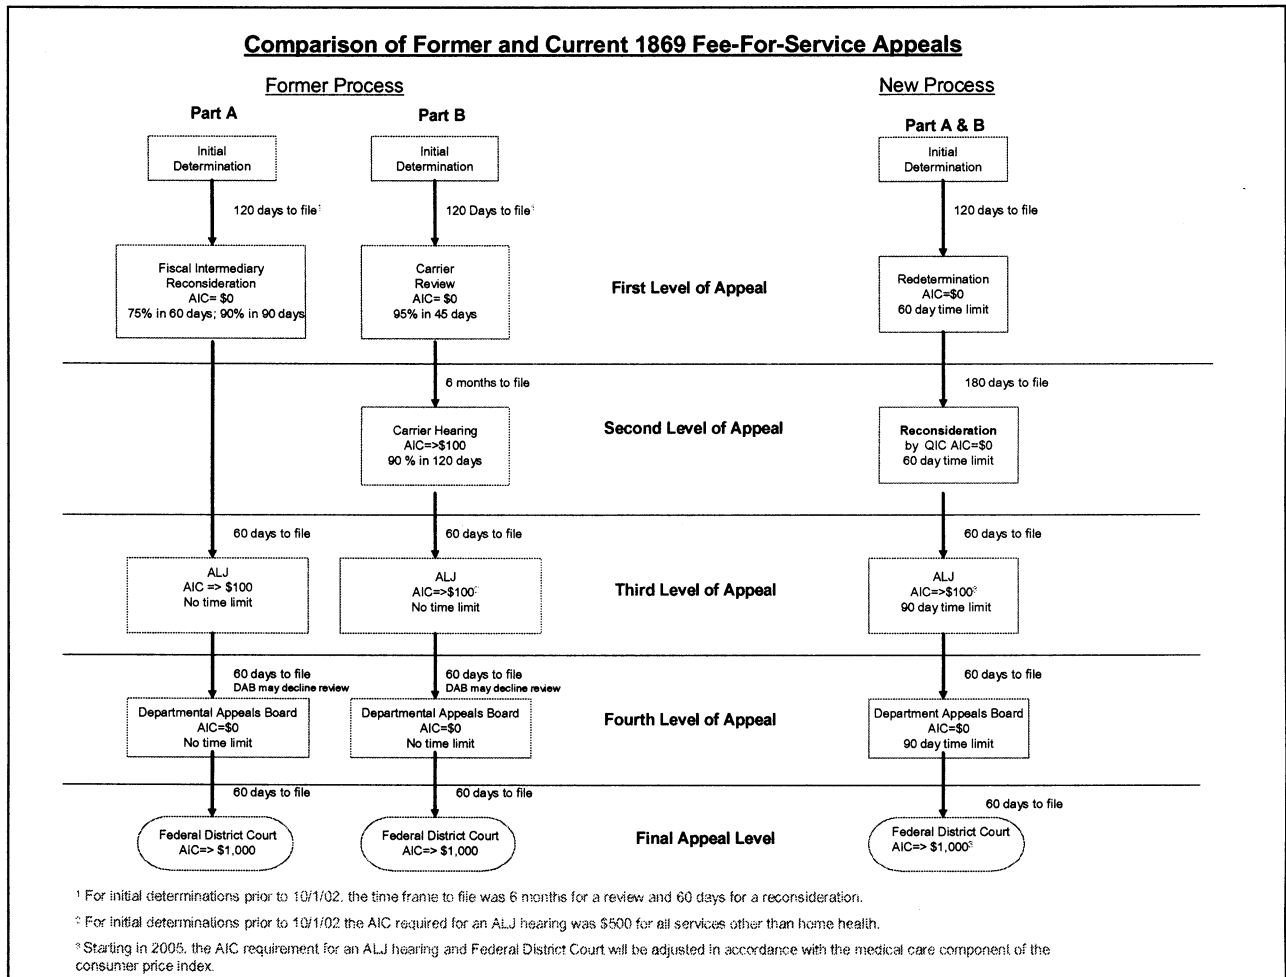 Comparison of Former and Current 1869 Fee-For-Service Appeals
Former Process
New Process
Part A
Part B
Part A & B
Initial
Determination
Initial
Determination
Initial
Determination
120 days to file¹
120 Days to file¹
120 days to file
Fiscal Intermediary
Reconsideration
AIC= $0
75% in 60 days; 90% in 90 days
Carrier
Review
AIC= $0
95% in 45 days
First Level of Appeal
Redetermination
AIC=$0
60 day time limit
6 months to file
180 days to file
Carrier Hearing
AIC=>$100
90 % in 120 days
Second Level of Appeal
Reconsideration
by QIC AIC=$0
60 day time limit
60 days to file
60 days to file
60 days to file
ALJ
AIC => $100
No time limit
ALJ
AIC=>$100²
No time limit
Third Level of Appeal
ALJ
AIC=>$100³
90 day time limit
60 days to file
DAB may decline review
60 days to file
DAB may decline review
60 days to file
Departmental Appeals Board
AIC=$0
No time limit
Departmental Appeals Board
AIC=$0
No time limit
Fourth Level of Appeal
Department Appeals Board
AIC=$0
90 day time limit
60 days to file
60 days to file
60 days to file
Federal District Court
AIC=> $1,000
Federal District Court
AIC=> $1,000
Final Appeal Level
Federal District Court
AIC=> $1,000³
¹ For initial determinations prior to 10/1/02, the time frame to file was 6 months for a review and 60 days for a reconsideration.
² For initial determinations prior to 10/1/02 the AIC required for an ALJ hearing was $500 for all services other than home health.
³ Starting in 2005, the AIC requirement for an ALJ hearing and Federal District Court will be adjusted in accordance with the medical care component of the
consumer price index.